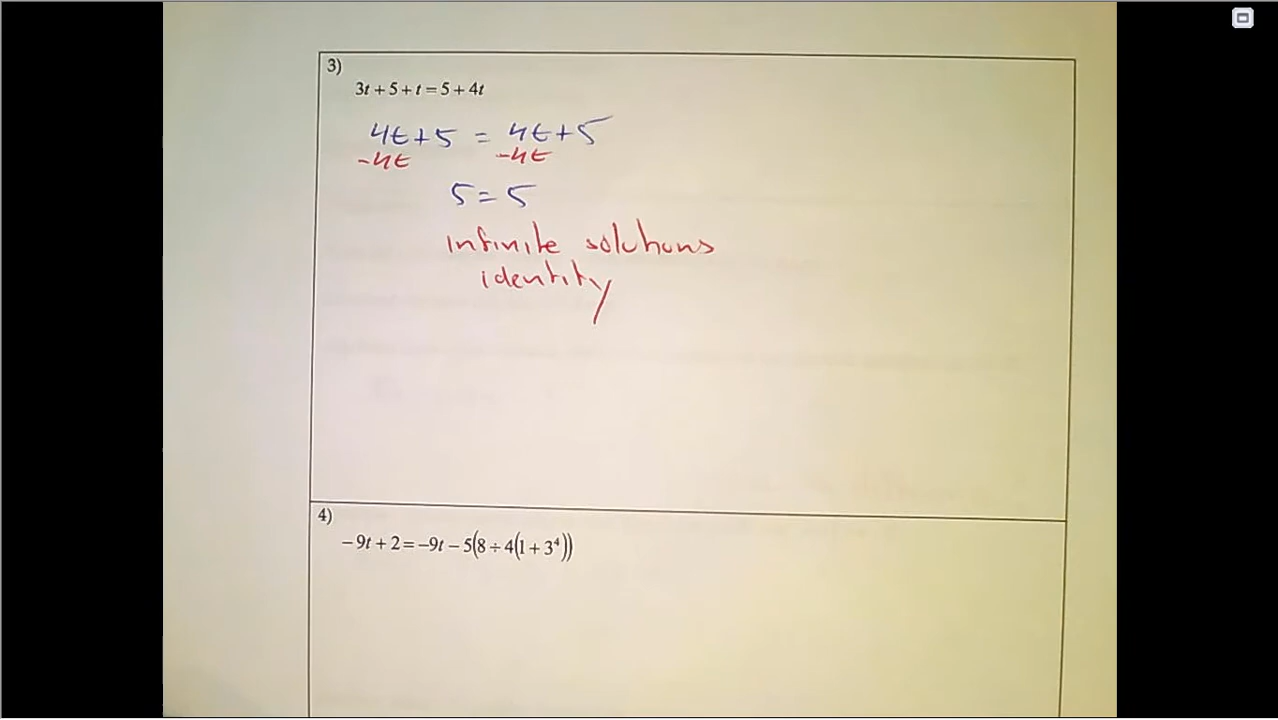 3)
3t + 5 + t = 5 + 4t
4t + 5 = 4t + 5
-4t -4t
5 = 5
infinite solutions
identity
4)
-9t + 2 = -9t - 5(8 ÷ 4(1 + 3⁴))